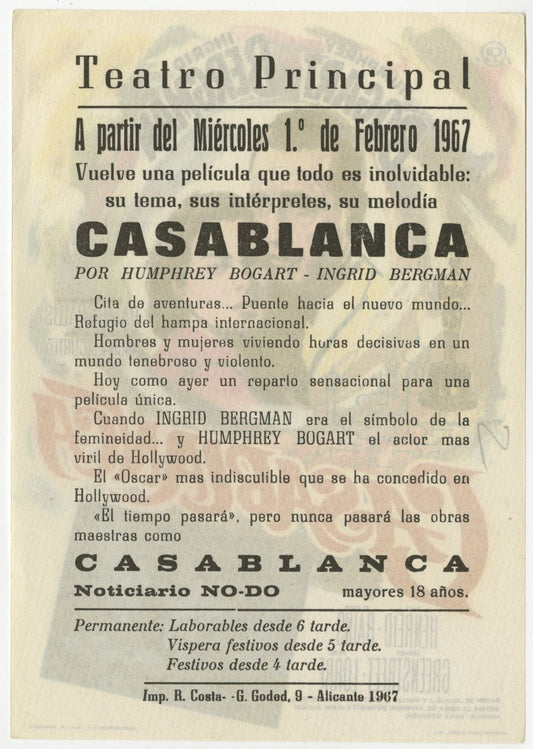 Teatro Principal
A partir del Miércoles 1.º de Febrero 1967
Vuelve una película que todo es inolvidable:
su tema, sus intérpretes, su melodía
CASABLANCA
POR HUMPHREY BOGART - INGRID BERGMAN
Cita de aventuras... Puente hacia el nuevo mundo...
Refugio del hampa internacional.
Hombres y mujeres viviendo horas decisivas en un
mundo tenebroso y violento.
Hoy como ayer un reparto sensacional para una
película única.
Cuando INGRID BERGMAN era el símbolo de la
femineidad... y HUMPHREY BOGART el actor mas
viril de Hollywood.
El «Oscar» mas indiscutible que se ha concedido en
Hollywood.
«El tiempo pasará», pero nunca pasará las obras
maestras como
CASABLANCA
Noticiario NO-DO mayores 18 años.
Permanente: Laborables desde 6 tarde.
Víspera festivos desde 5 tarde.
Festivos desde 4 tarde.
Imp. R. Costa- -G. Goded, 9 - Alicante 1967